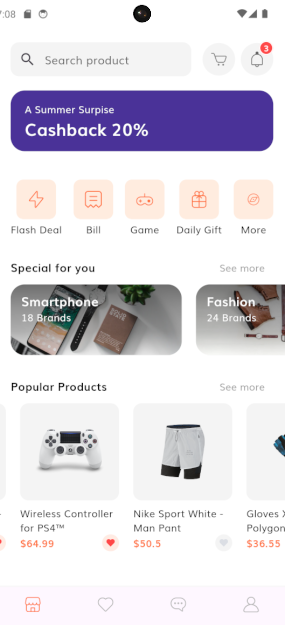 7:08
Search product
3
A Summer Surpise
Cashback 20%
Flash Deal
Bill
Game
Daily Gift
More
Special for you
See more
Smartphone
18 Brands
Fashion
24 Brands
Popular Products
See more
Wireless Controller
for PS4™
$64.99
Nike Sport White -
Man Pant
$50.5
Gloves X
Polygon
$36.55